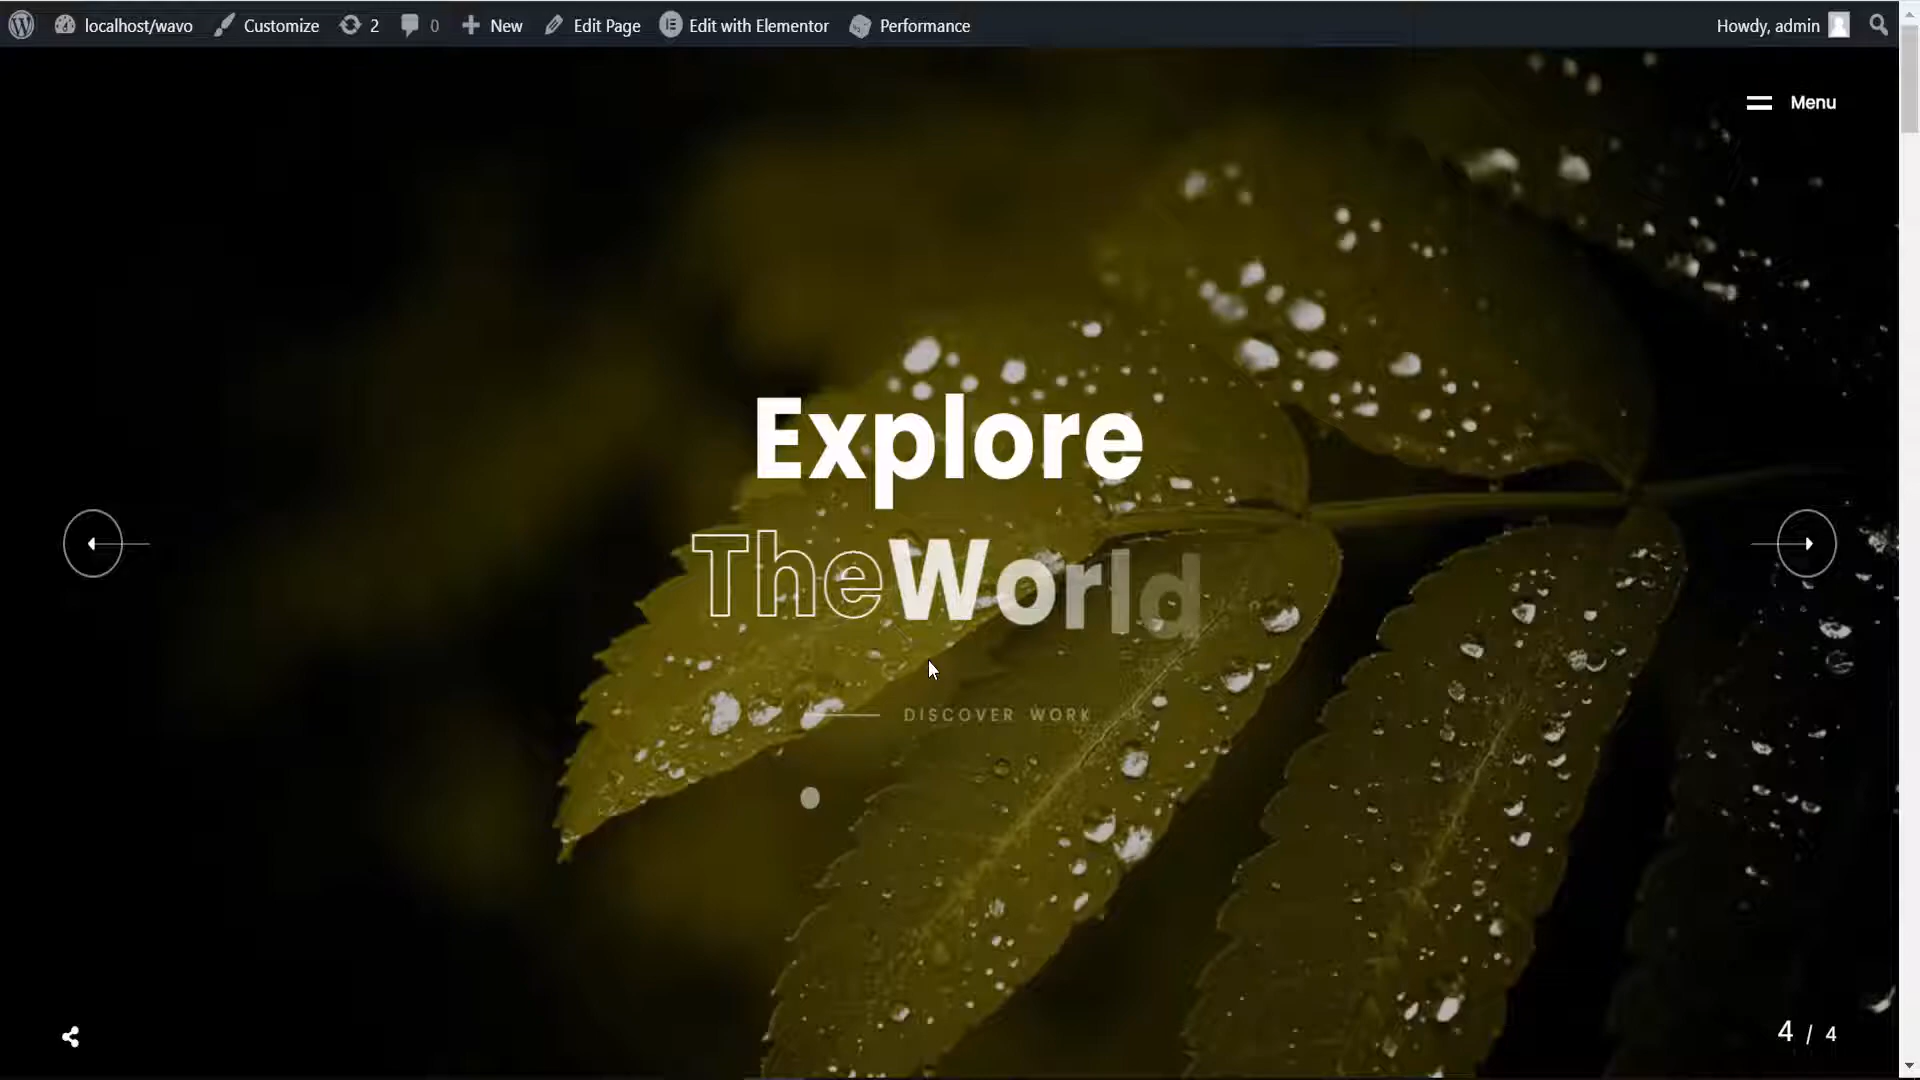 localhost/wavo Customize 2 0 New Edit Page Edit with Elementor Performance Howdy, admin
Menu
Explore
TheWorld
DISCOVER WORK
4 / 4